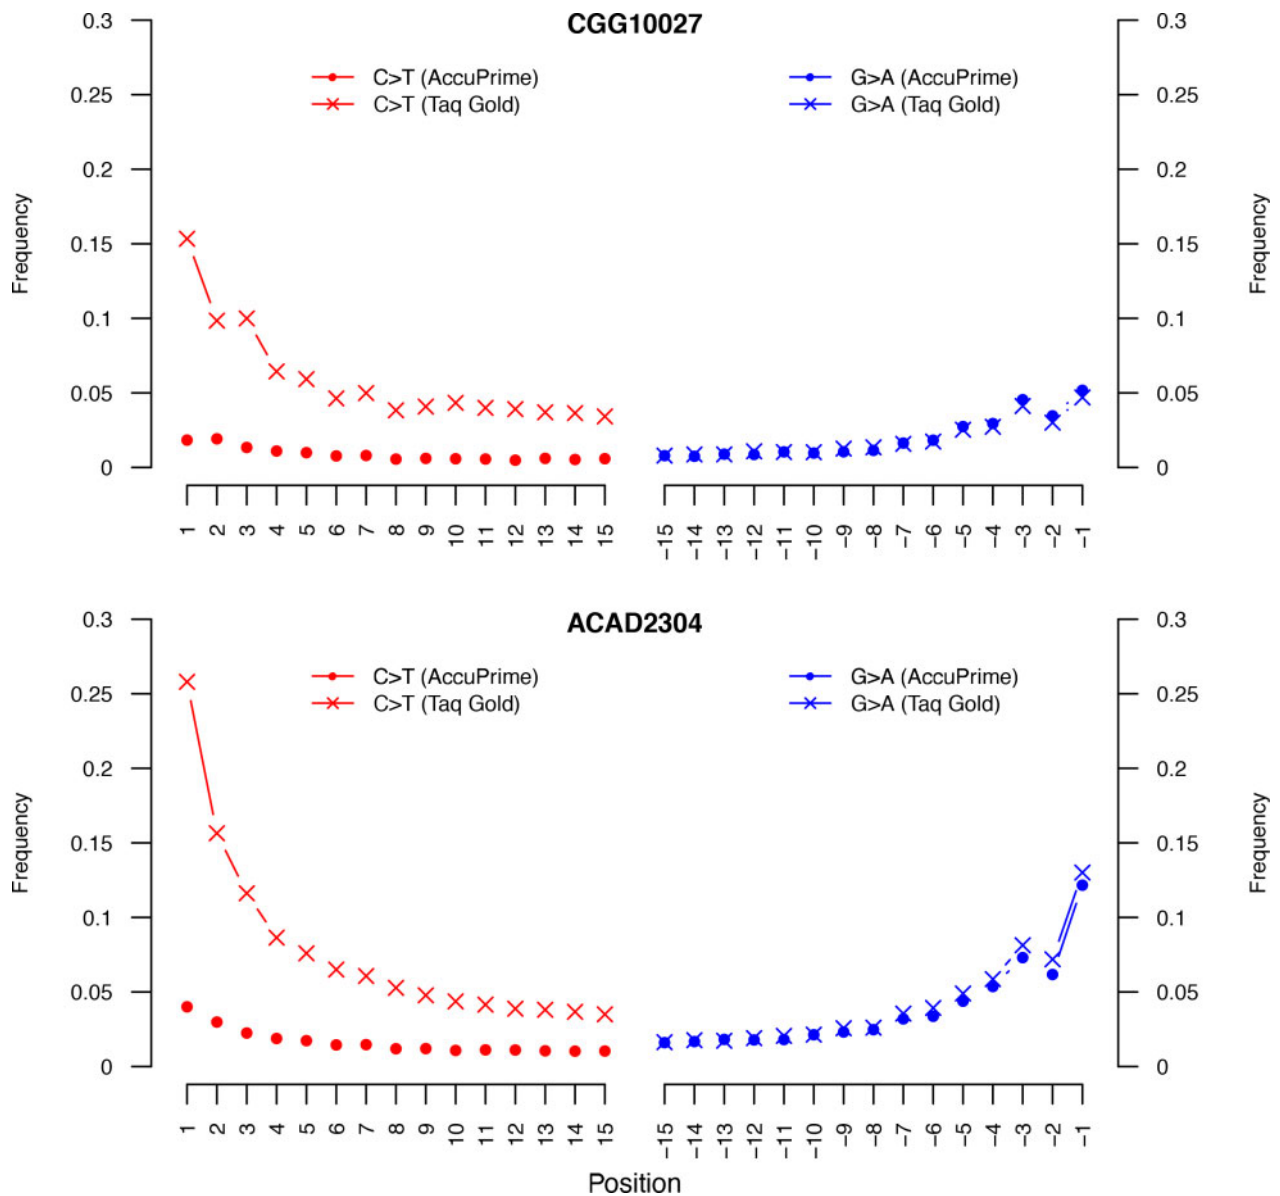 CGG10027
0.3
0.25
0.2
0.15
0.1
0.05
0
Frequency
C>T (AccuPrime)
C>T (Taq Gold)
G>A (AccuPrime)
G>A (Taq Gold)
0.3
0.25
0.2
0.15
0.1
0.05
0
Frequency
1 2 3 4 5 6 7 8 9 10 11 12 13 14 15
−15 −14 −13 −12 −11 −10 −9 −8 −7 −6 −5 −4 −3 −2 −1
ACAD2304
0.3
0.25
0.2
0.15
0.1
0.05
0
Frequency
C>T (AccuPrime)
C>T (Taq Gold)
G>A (AccuPrime)
G>A (Taq Gold)
0.3
0.25
0.2
0.15
0.1
0.05
0
Frequency
1 2 3 4 5 6 7 8 9 10 11 12 13 14 15
−15 −14 −13 −12 −11 −10 −9 −8 −7 −6 −5 −4 −3 −2 −1
Position